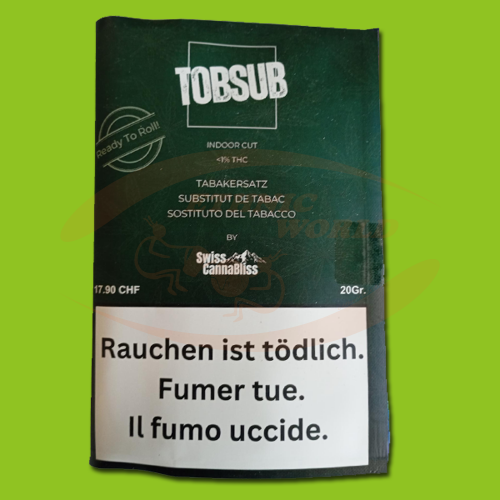 TOBSUB
Ready To Roll!
INDOOR CUT
<1% THC
TABAKERSATZ
SUBSTITUT DE TABAC
SOSTITUTO DEL TABACCO
BY
Swiss
CannaBliss
17.90 CHF
20Gr.
Rauchen ist tödlich.
Fumer tue.
Il fumo uccide.